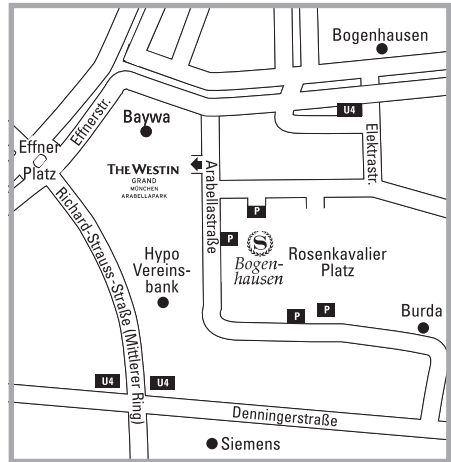 Bogenhausen
U4
Effnerstr.
Baywa
Elektrastr.
Effner
Platz
THE WESTIN
GRAND
MÜNCHEN
ARABELLAPARK
Arabellastraße
P
P
S
Bogen-
hausen
Rosenkavalier
Platz
Richard-Strauss-Straße (Mittlerer Ring)
Hypo
Vereins-
bank
P
P
Burda
U4
U4
Denningerstraße
Siemens